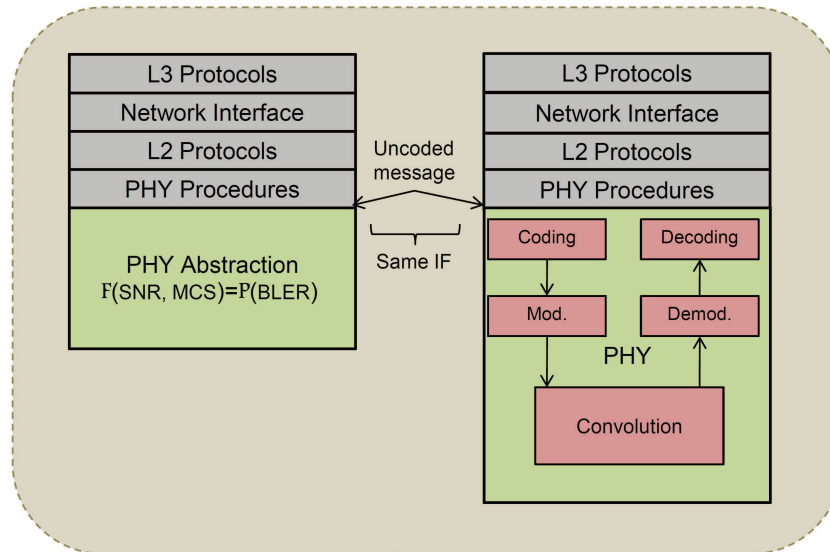 L3 Protocols
Network Interface
L2 Protocols
PHY Procedures
PHY Abstraction
F(SNR, MCS)=P(BLER)
Uncoded
message
Same IF
L3 Protocols
Network Interface
L2 Protocols
PHY Procedures
Coding
Decoding
Mod.
Demod.
PHY
Convolution